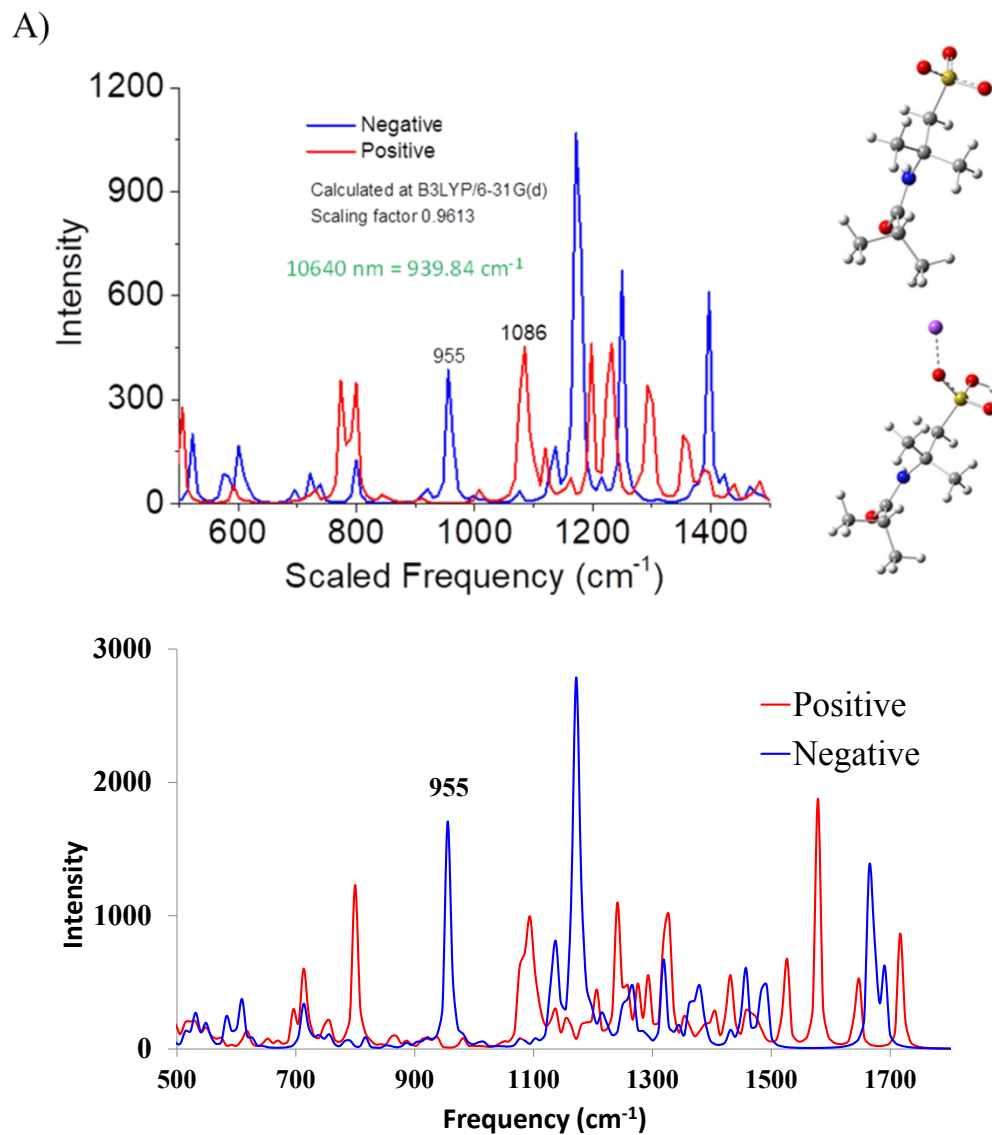 A)
1200
900
600
300
0
Intensity
Negative
Positive
Calculated at B3LYP/6-31G(d)
Scaling factor 0.9613
10640 nm = 939.84 cm-1
955
1086
600 800 1000 1200 1400
Scaled Frequency (cm-1)
3000
2000
1000
0
Intensity
Positive
Negative
955
500 700 900 1100 1300 1500 1700
Frequency (cm-1)